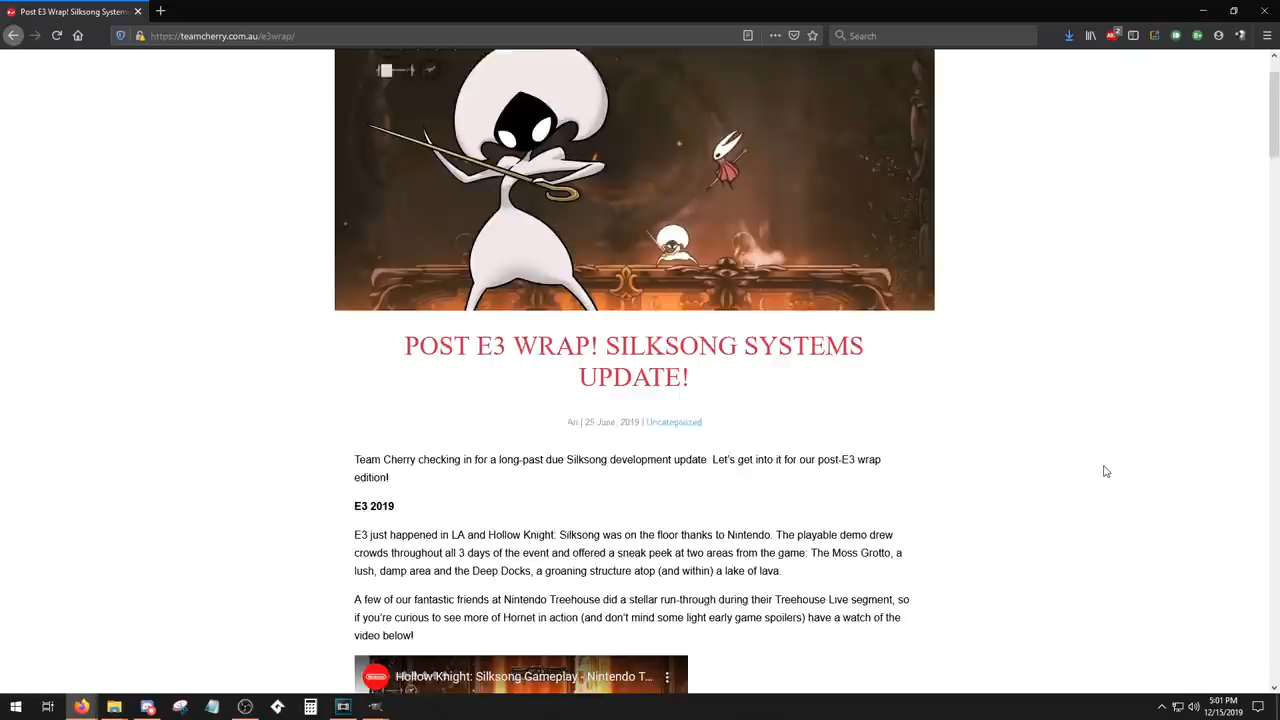 Post E3 Wrap! Silksong System
https://teamcherry.com.au/e3wrap/
Search
2
POST E3 WRAP! SILKSONG SYSTEMS
UPDATE!
Ari | 25 June, 2019 | Uncategorized
Team Cherry checking in for a long-past due Silksong development update. Let's get into it for our post-E3 wrap
edition!
E3 2019
E3 just happened in LA and Hollow Knight: Silksong was on the floor thanks to Nintendo. The playable demo drew
crowds throughout all 3 days of the event and offered a sneak peek at two areas from the game: The Moss Grotto, a
lush, damp area and the Deep Docks, a groaning structure atop (and within) a lake of lava.
A few of our fantastic friends at Nintendo Treehouse did a stellar run-through during their Treehouse Live segment, so
if you're curious to see more of Hornet in action (and don't mind some light early game spoilers) have a watch of the
video below!
Nintendo
Hollow Knight: Silksong Gameplay - Nintendo T...
5:01 PM
12/15/2019